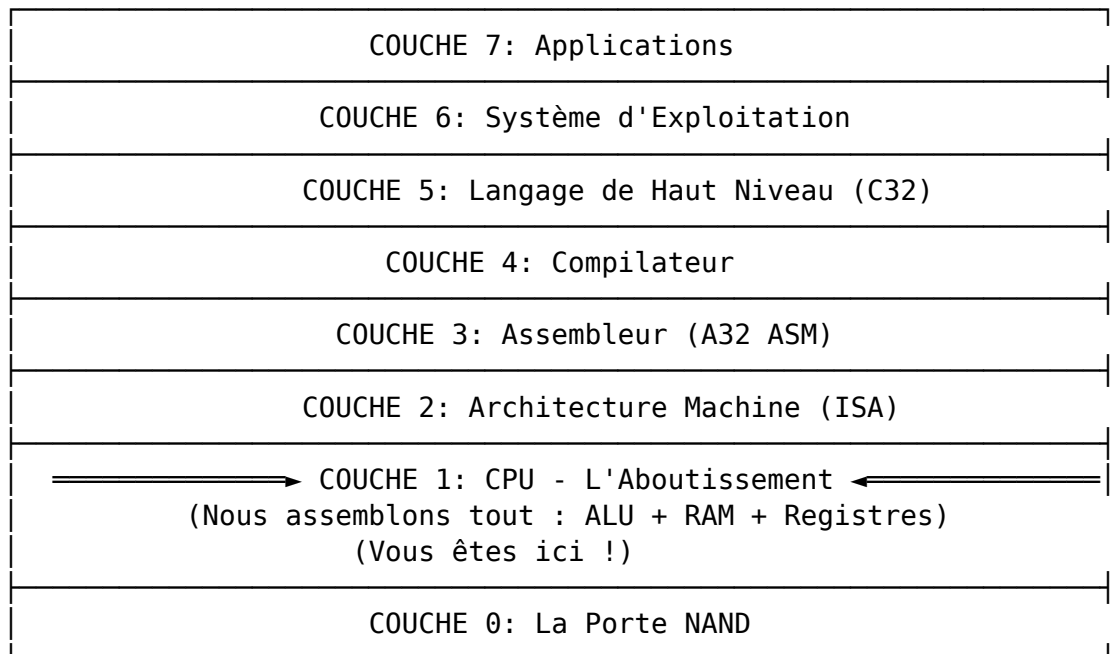 COUCHE 7: Applications
COUCHE 6: Système d'Exploitation
COUCHE 5: Langage de Haut Niveau (C32)
COUCHE 4: Compilateur
COUCHE 3: Assembleur (A32 ASM)
COUCHE 2: Architecture Machine (ISA)
COUCHE 1: CPU - L'Aboutissement
(Nous assemblons tout : ALU + RAM + Registres)
(Vous êtes ici !)
COUCHE 0: La Porte NAND